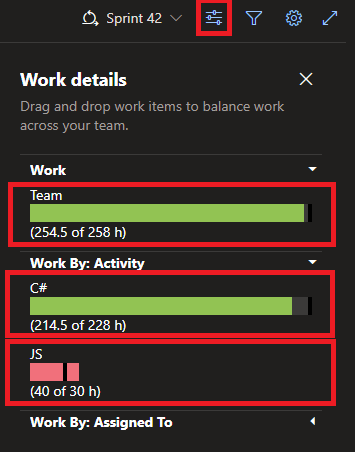 Sprint 42
Work details
Drag and drop work items to balance work
across your team.
Work
Team
(254.5 of 258 h)
Work By: Activity
C#
(214.5 of 228 h)
JS
(40 of 30 h)
Work By: Assigned To